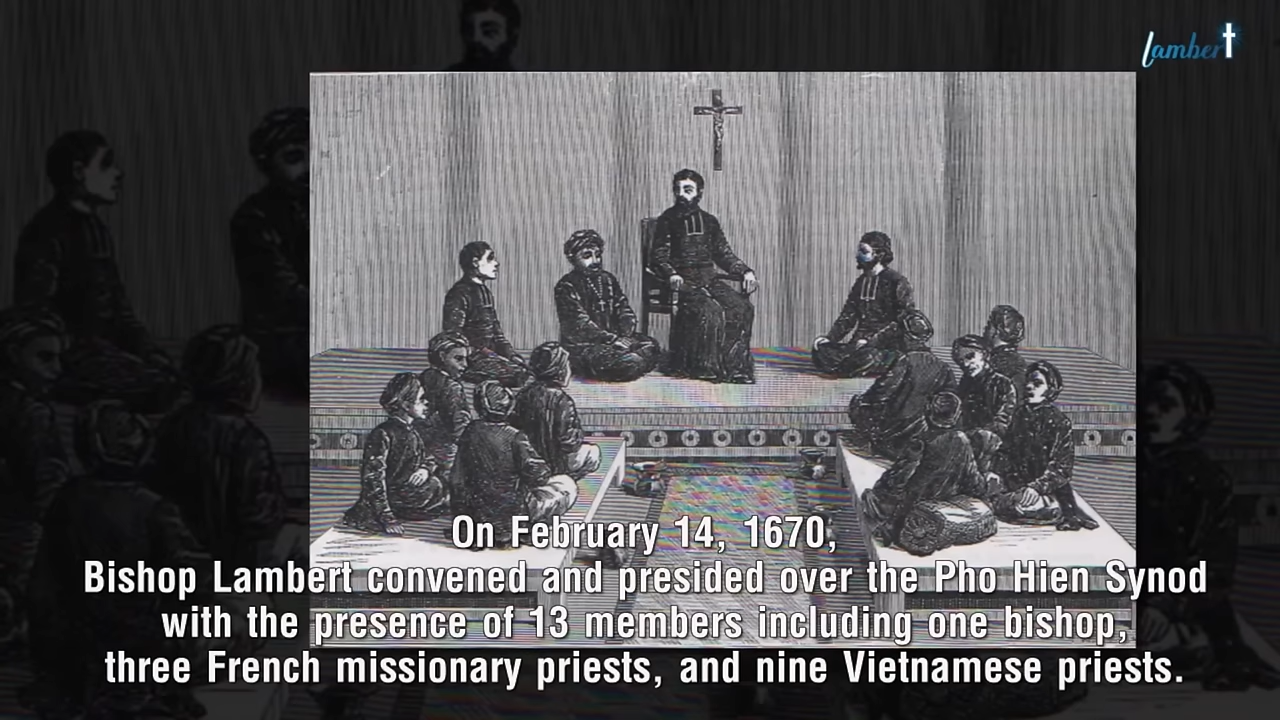 Lambert
On February 14, 1670,
Bishop Lambert convened and presided over the Pho Hien Synod
with the presence of 13 members including one bishop,
three French missionary priests, and nine Vietnamese priests.